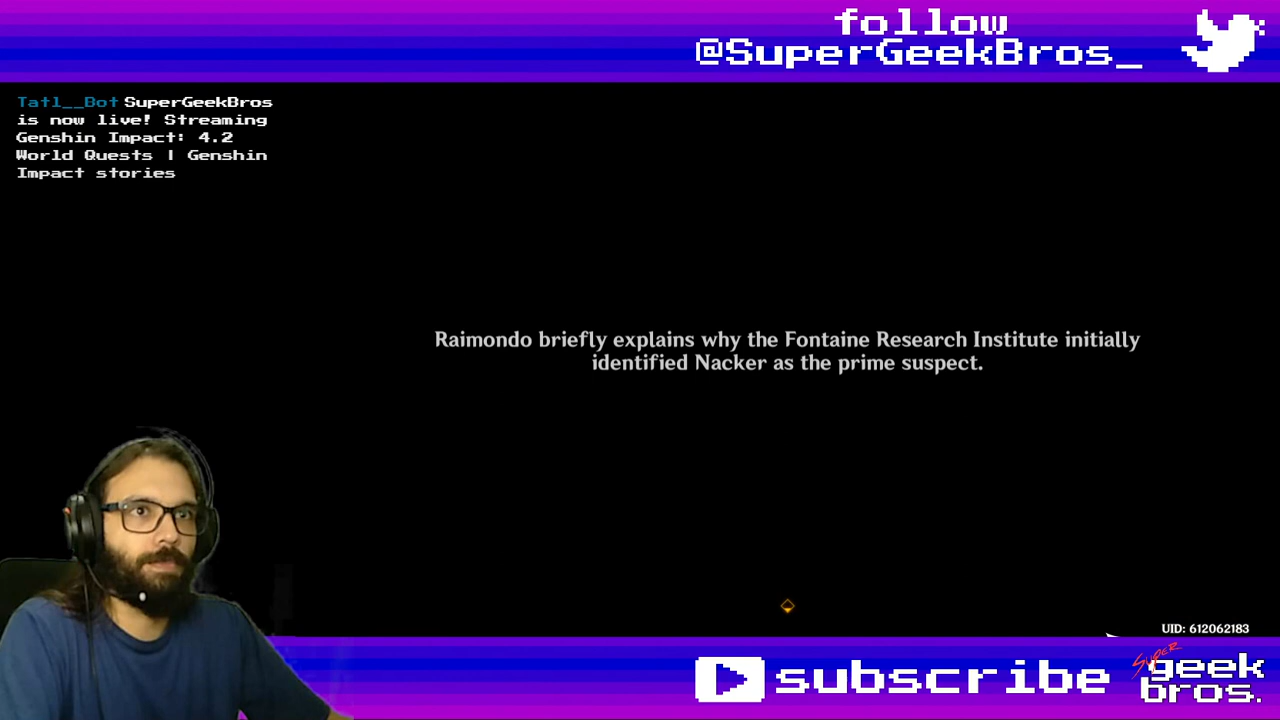 follow
@SuperGeekBros_
Tatl__Bot SuperGeekBros
is now live! Streaming
Genshin Impact: 4.2
World Quests | Genshin
Impact stories
Raimondo briefly explains why the Fontaine Research Institute initially
identified Nacker as the prime suspect.
UID: 612062183
subscribe
SUPER
geek
bros.